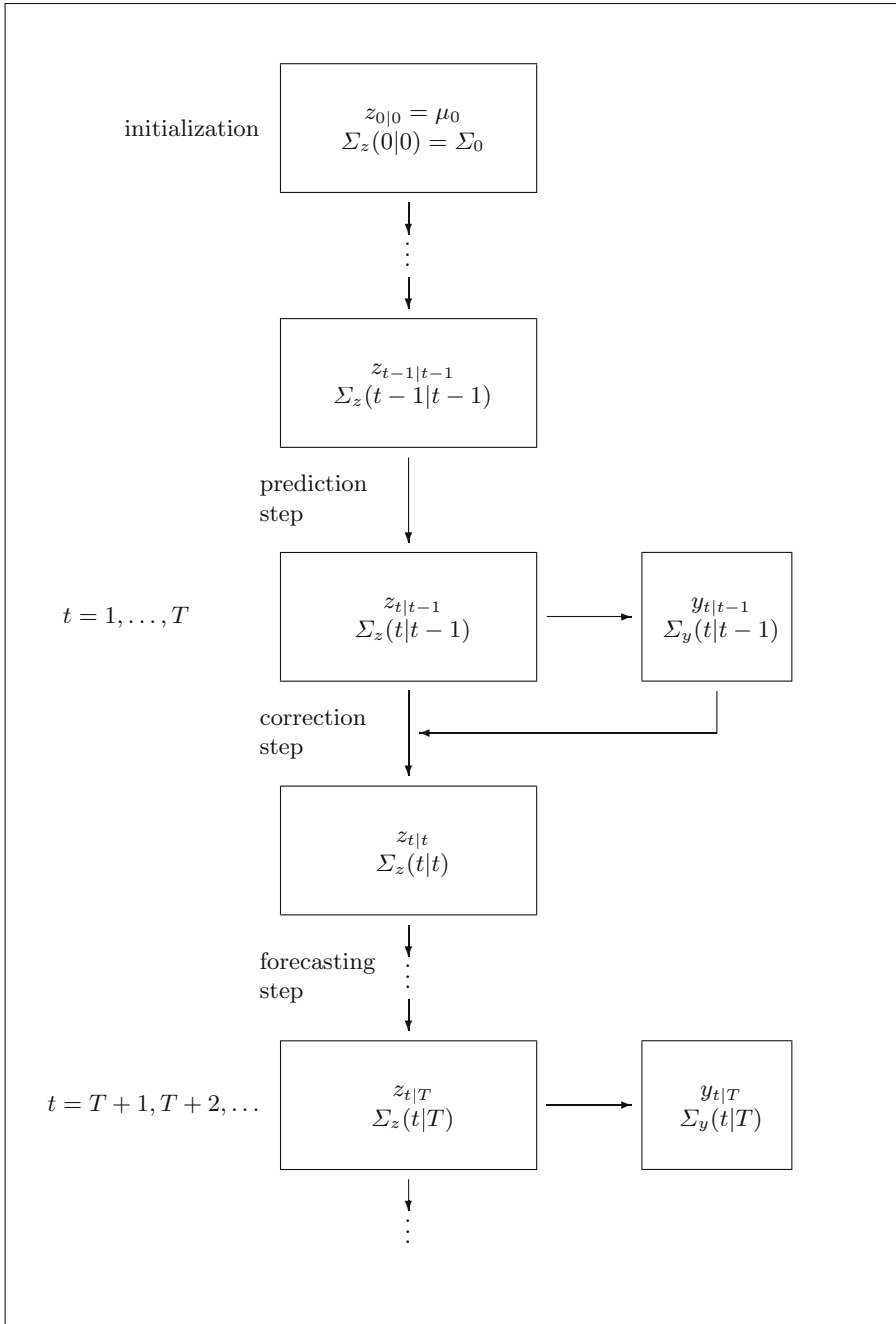 initialization
z_{0|0} = μ_0
Σ_z(0|0) = Σ_0
⋮
z_{t−1|t−1}
Σ_z(t − 1|t − 1)
prediction
step
t = 1, . . . , T
z_{t|t−1}
Σ_z(t|t − 1)
y_{t|t−1}
Σ_y(t|t − 1)
correction
step
z_{t|t}
Σ_z(t|t)
forecasting
step
⋮
t = T + 1, T + 2, . . .
z_{t|T}
Σ_z(t|T)
y_{t|T}
Σ_y(t|T)
⋮